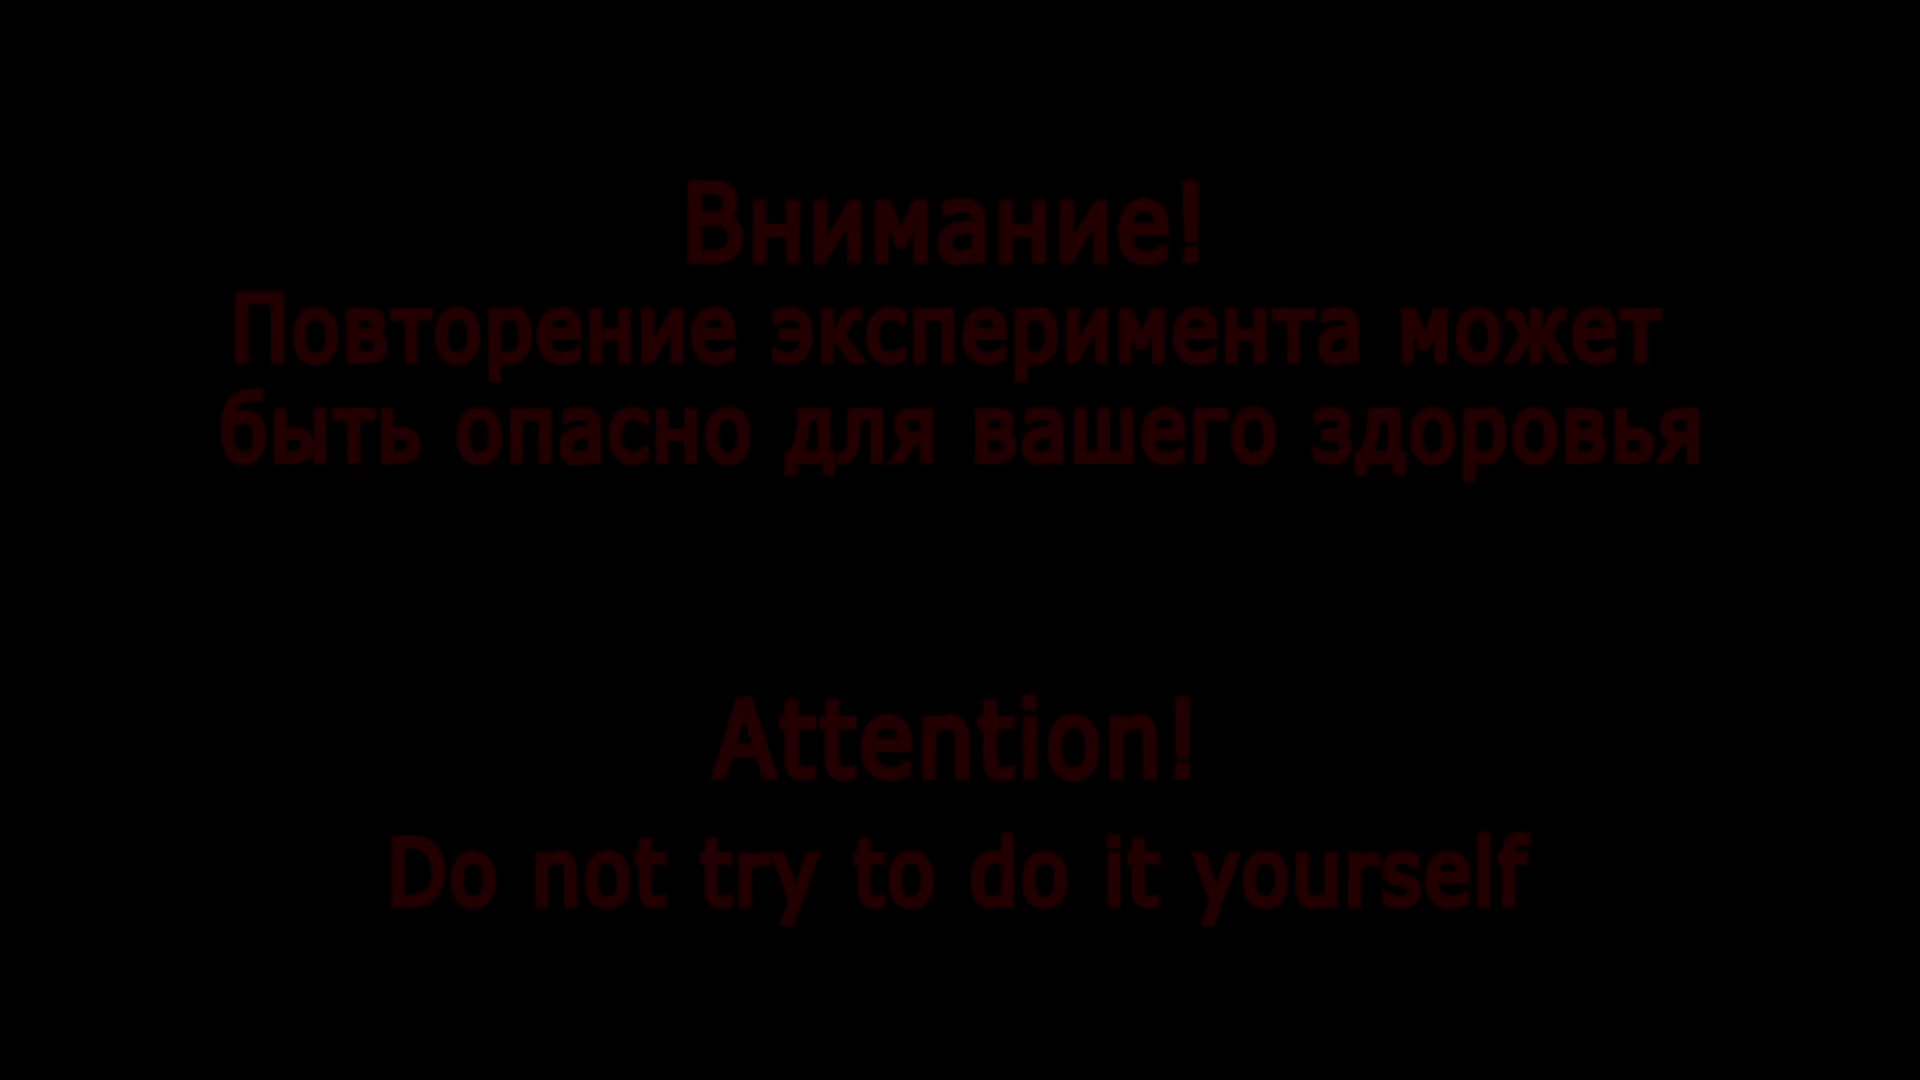 Внимание!
Повторение эксперимента может
быть опасно для вашего здоровья
Attention!
Do not try to do it yourself